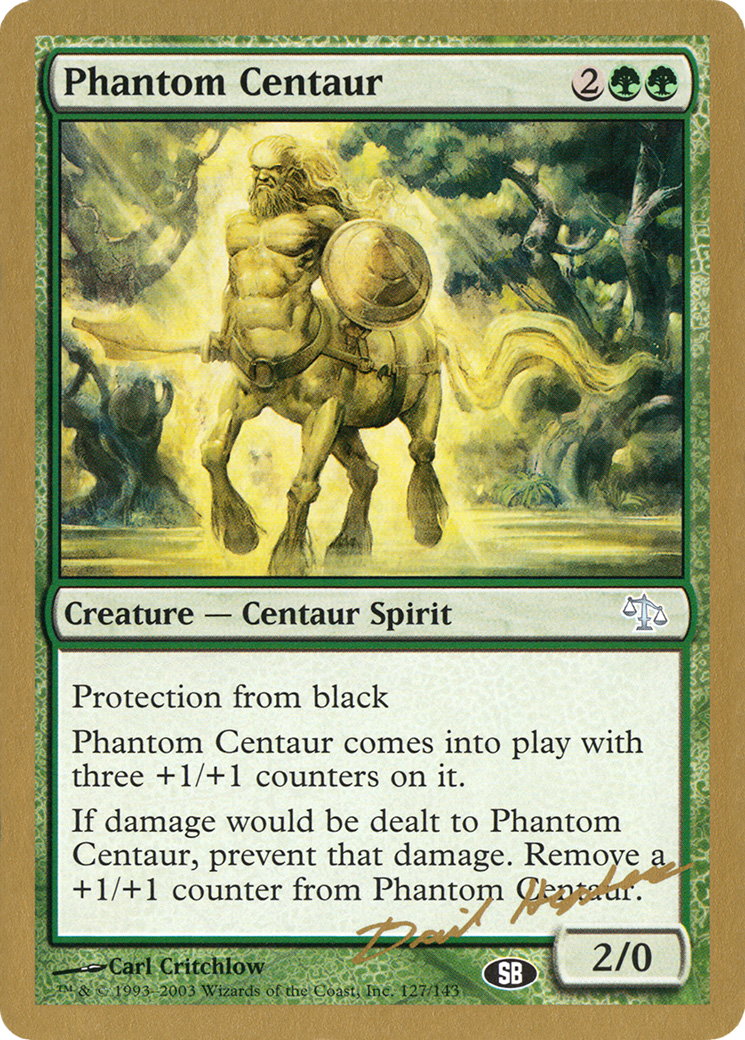 Phantom Centaur 2
Creature — Centaur Spirit
Protection from black
Phantom Centaur comes into play with
three +1/+1 counters on it.
If damage would be dealt to Phantom
Centaur, prevent that damage. Remove a
+1/+1 counter from Phantom Centaur.
David Humpherys
2/0
Carl Critchlow
SB
™ & © 1993–2003 Wizards of the Coast, Inc. 127/143